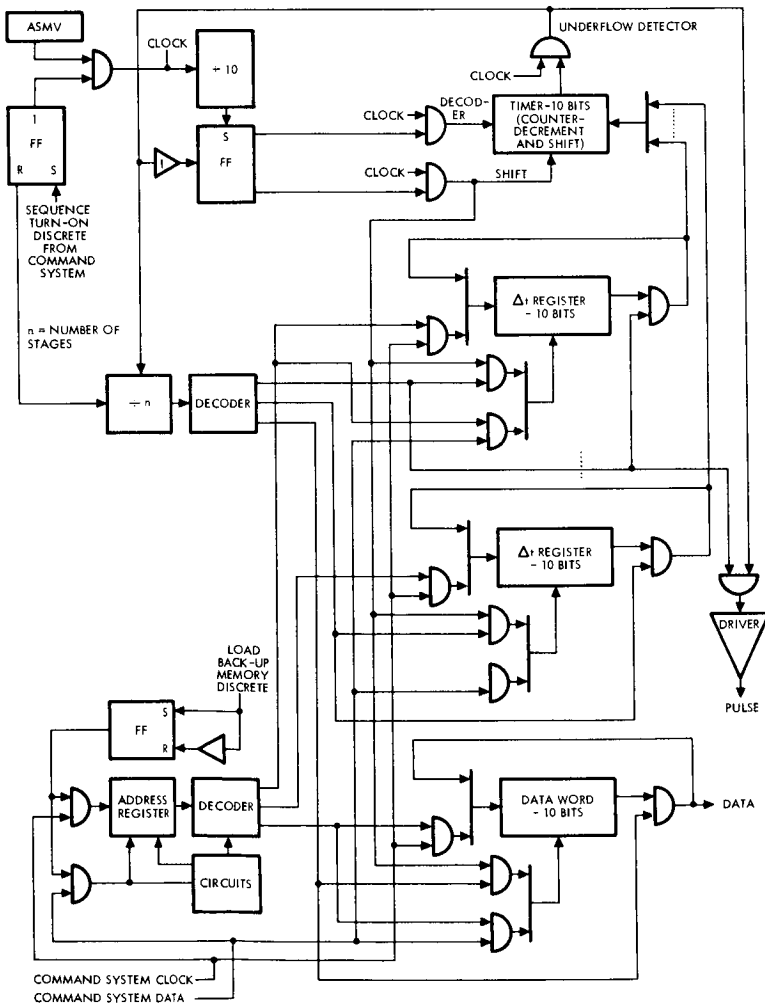 ASMV
CLOCK
÷ 10
UNDERFLOW DETECTOR
CLOCK
TIMER-10 BITS
(COUNTER-
DECREMENT
AND SHIFT)
CLOCK
DECOD-
ER
1
FF
R S
S
FF
I
CLOCK
SHIFT
SEQUENCE
TURN-ON
DISCRETE
FROM
COMMAND
SYSTEM
n = NUMBER OF
STAGES
Δt REGISTER
- 10 BITS
÷ n
DECODER
Δt REGISTER
- 10 BITS
DRIVER
PULSE
LOAD
BACK-UP
MEMORY
DISCRETE
S
FF
R
ADDRESS
REGISTER
DECODER
CIRCUITS
DATA WORD
- 10 BITS
DATA
COMMAND SYSTEM CLOCK
COMMAND SYSTEM DATA